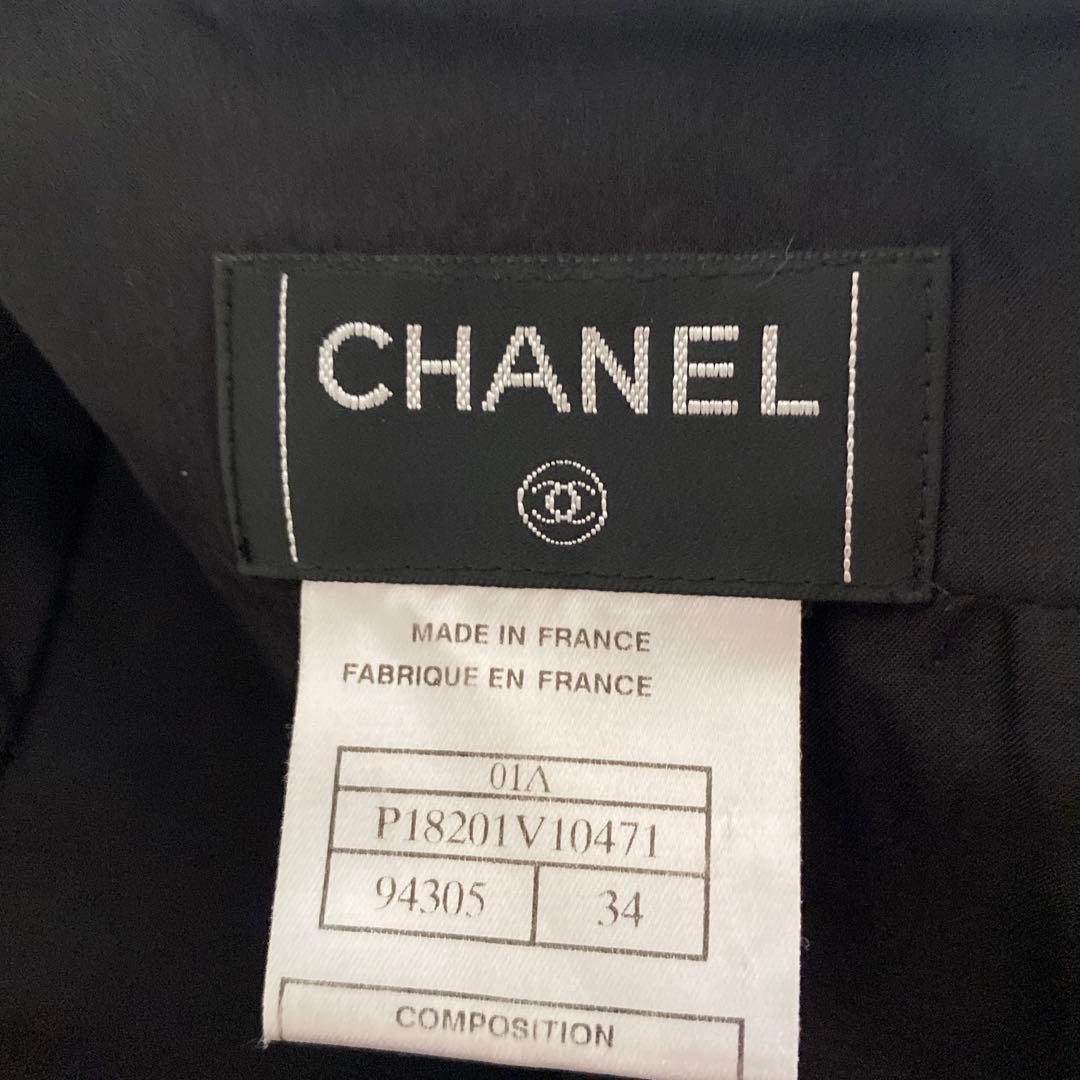 CHANEL
MADE IN FRANCE
FABRIQUE EN FRANCE
01A
P18201V10471
94305 34
COMPOSITION